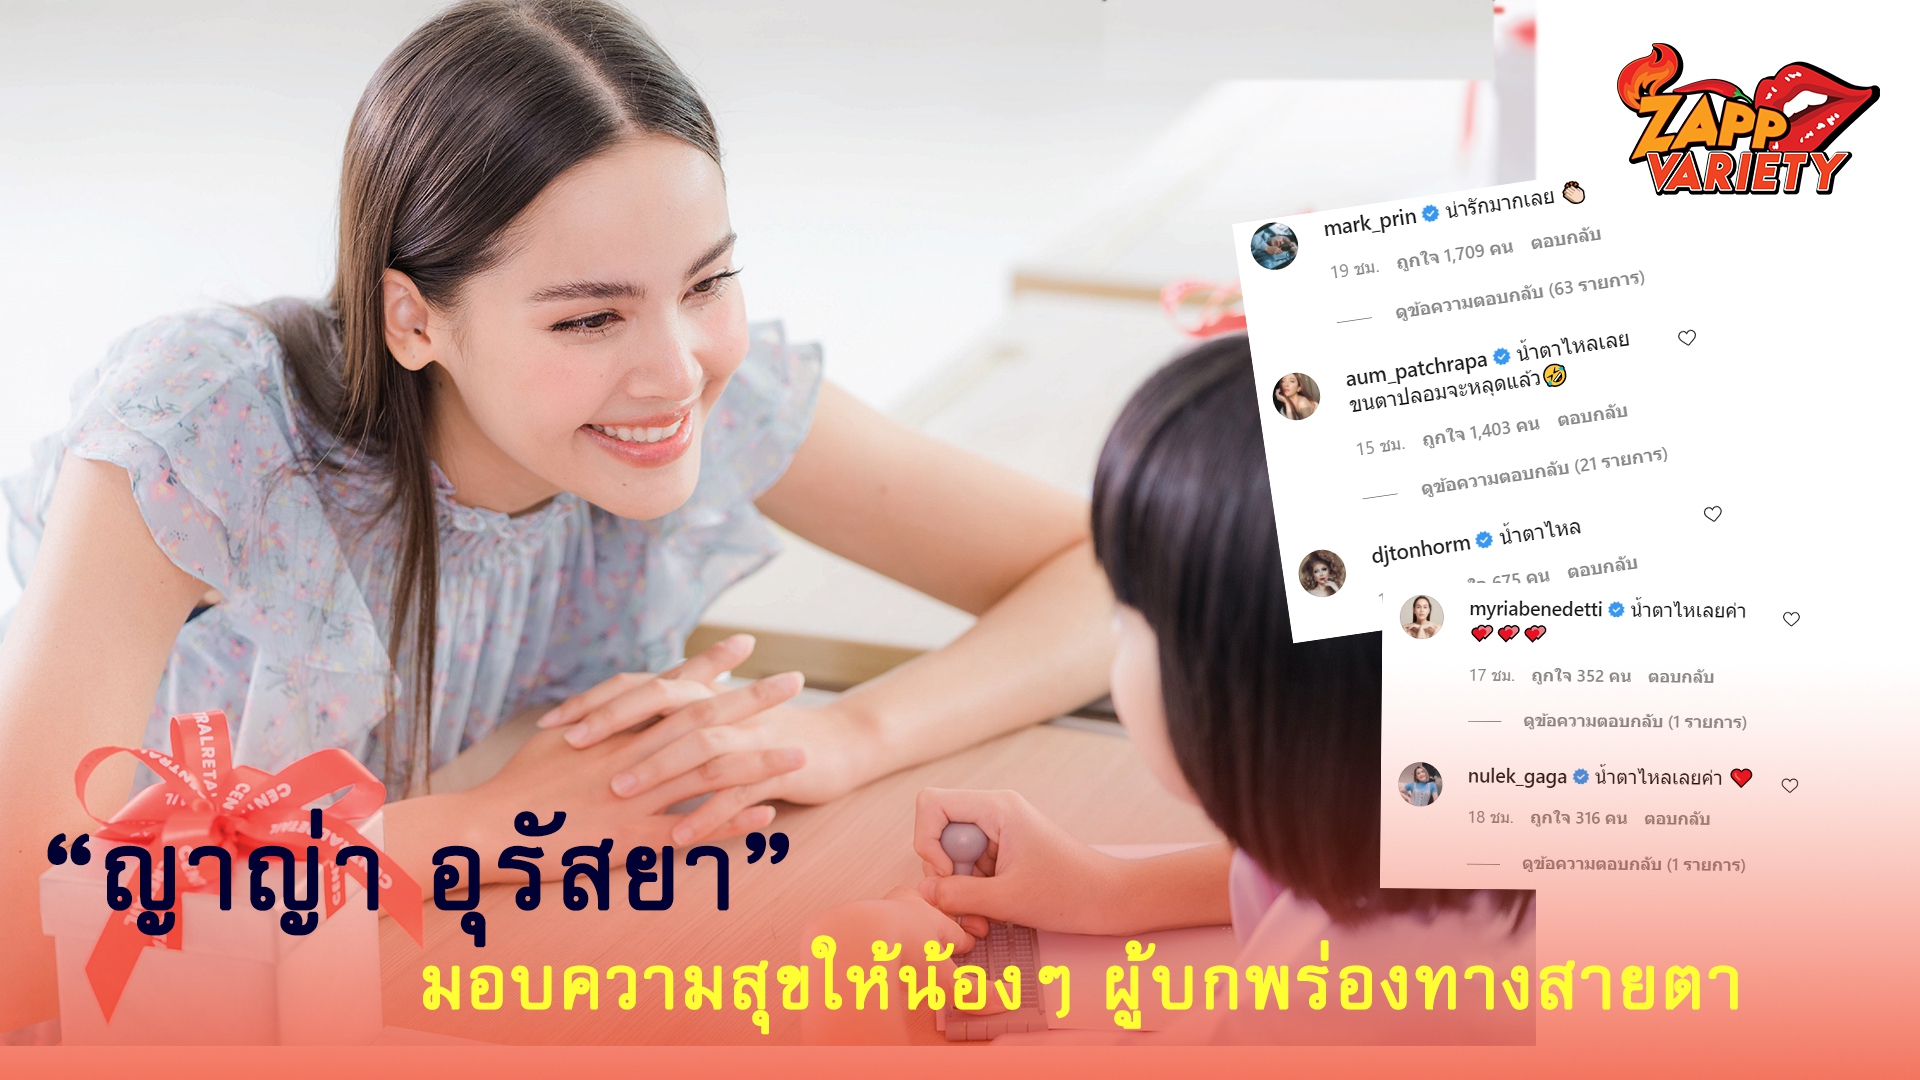 ZAPP
VARIETY
mark_prin น่ารักมากเลย 👏🏻
19 ชม. ถูกใจ 1,709 คน ตอบกลับ
ดูข้อความตอบกลับ (63 รายการ)
aum_patchrapa น้ำตาไหลเลย
ขนตาปลอมจะหลุดแล้ว🤣
15 ชม. ถูกใจ 1,403 คน ตอบกลับ
ดูข้อความตอบกลับ (21 รายการ)
djtonhorm น้ำตาไหล
675 คน ตอบกลับ
myriabenedetti น้ำตาไหเลยค่า
💕💕💕
17 ชม. ถูกใจ 352 คน ตอบกลับ
ดูข้อความตอบกลับ (1 รายการ)
nulek_gaga น้ำตาไหลเลยค่า ❤️
18 ชม. ถูกใจ 316 คน ตอบกลับ
ดูข้อความตอบกลับ (1 รายการ)
“ญาญ่า อุรัสยา”
มอบความสุขให้น้องๆ ผู้บกพร่องทางสายตา